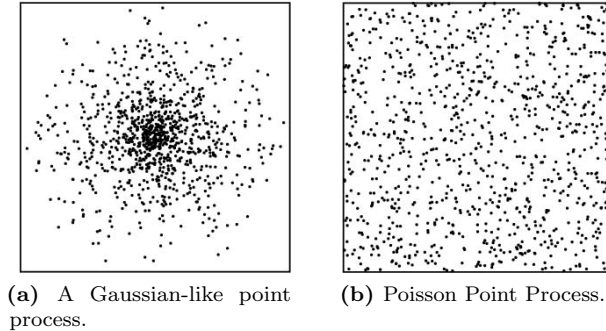 (a) A Gaussian-like point
process.
(b) Poisson Point Process.